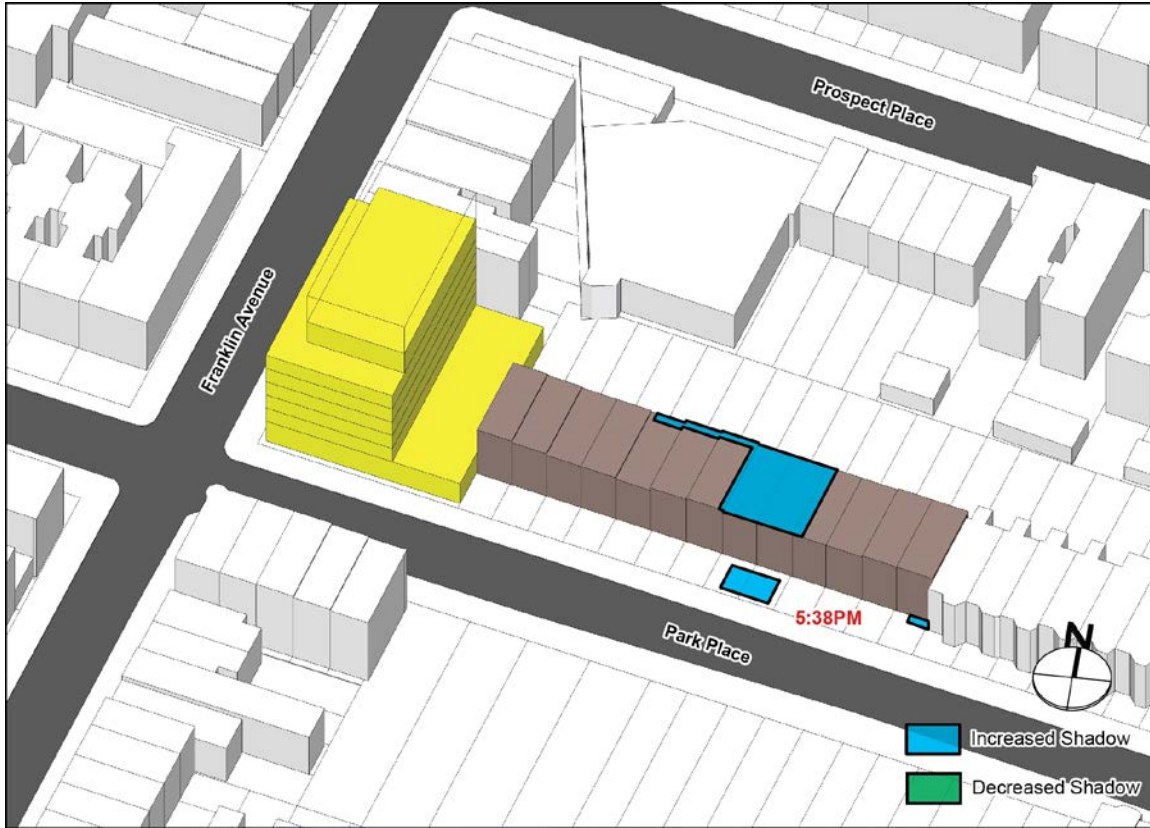 Prospect Place
Franklin Avenue
5:38PM
Park Place
N
Increased Shadow
Decreased Shadow